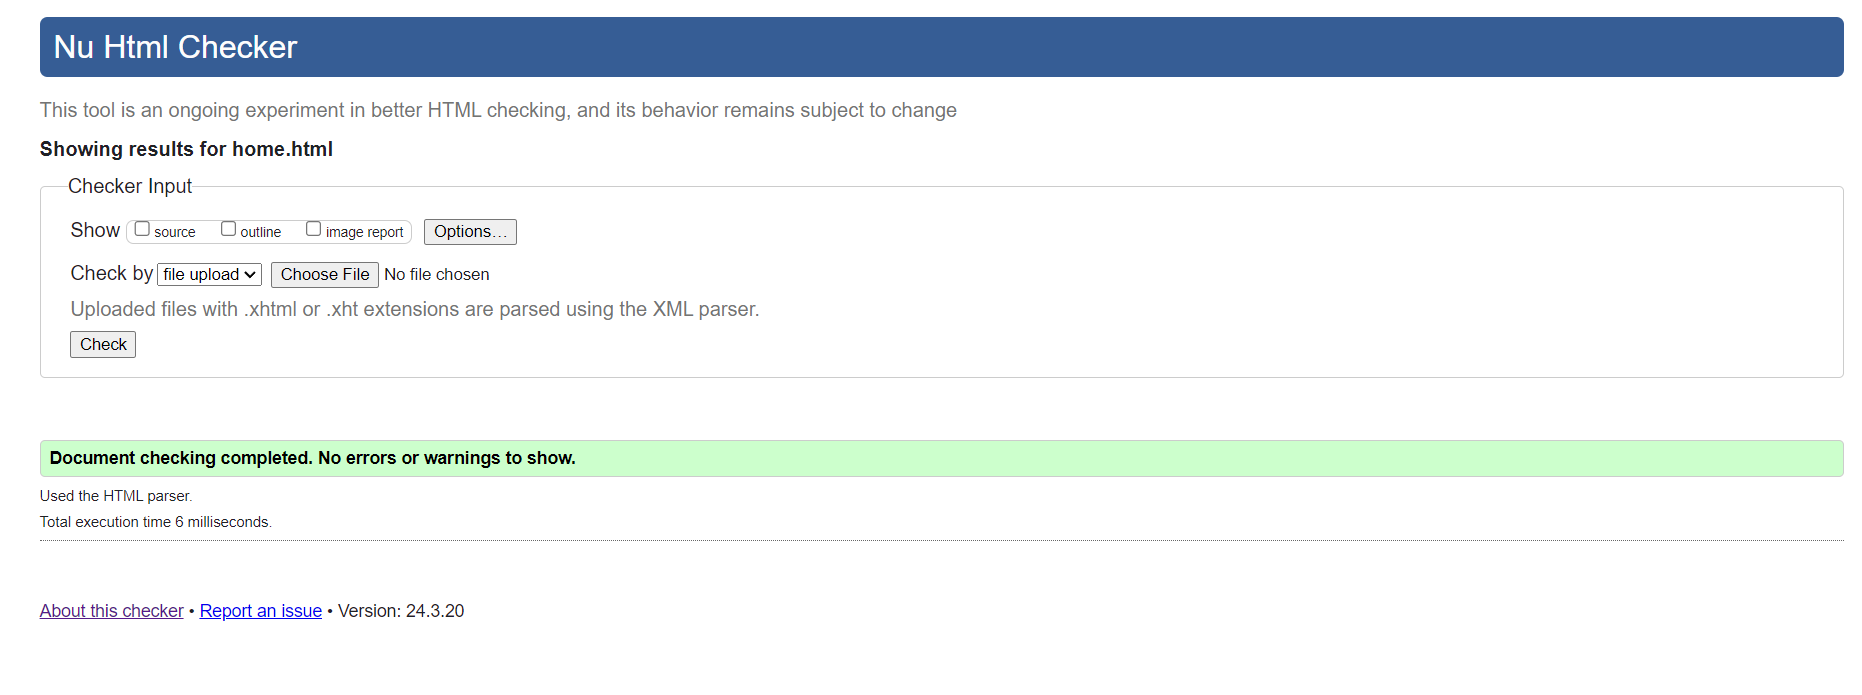 Nu Html Checker
This tool is an ongoing experiment in better HTML checking, and its behavior remains subject to change
Showing results for home.html
Checker Input
Show source outline image report Options...
Check by file upload Choose File No file chosen
Uploaded files with .xhtml or .xht extensions are parsed using the XML parser.
Check
Document checking completed. No errors or warnings to show.
Used the HTML parser.
Total execution time 6 milliseconds.
About this checker • Report an issue • Version: 24.3.20